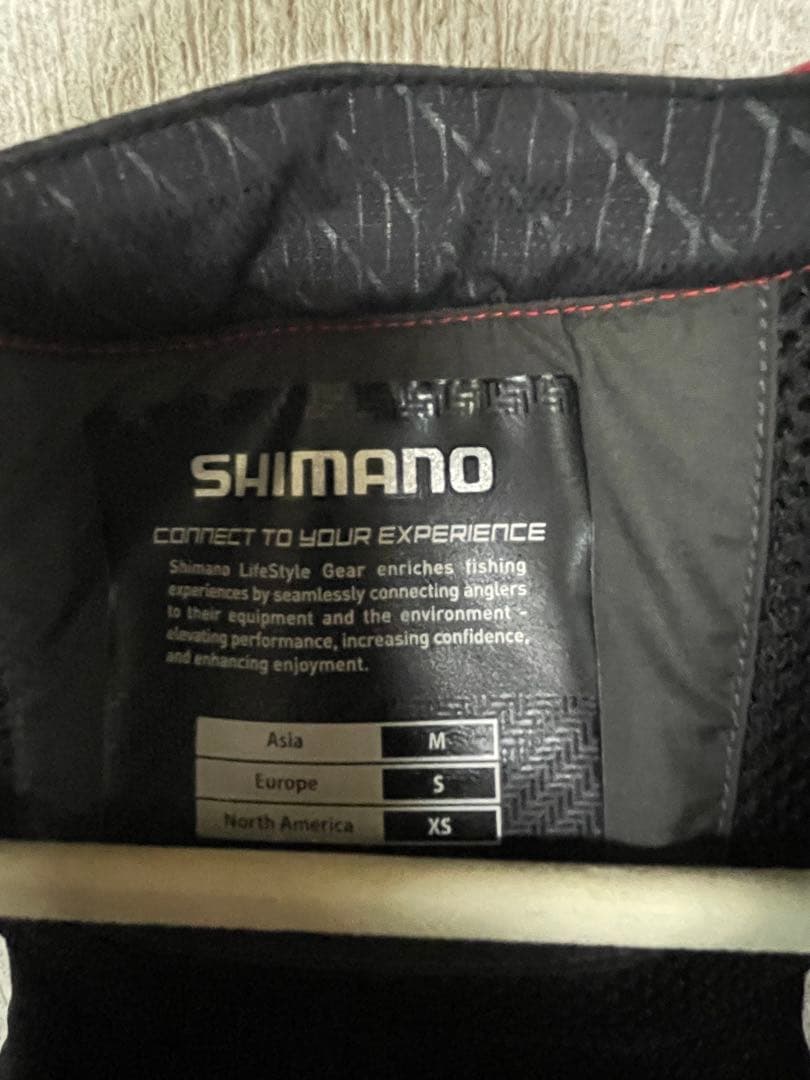 SHIMANO
CONNECT TO YOUR EXPERIENCE
Shimano LifeStyle Gear enriches fishing
experiences by seamlessly connecting anglers
to their equipment and the environment -
elevating performance, increasing confidence,
and enhancing enjoyment.
Asia M
Europe S
North America XS